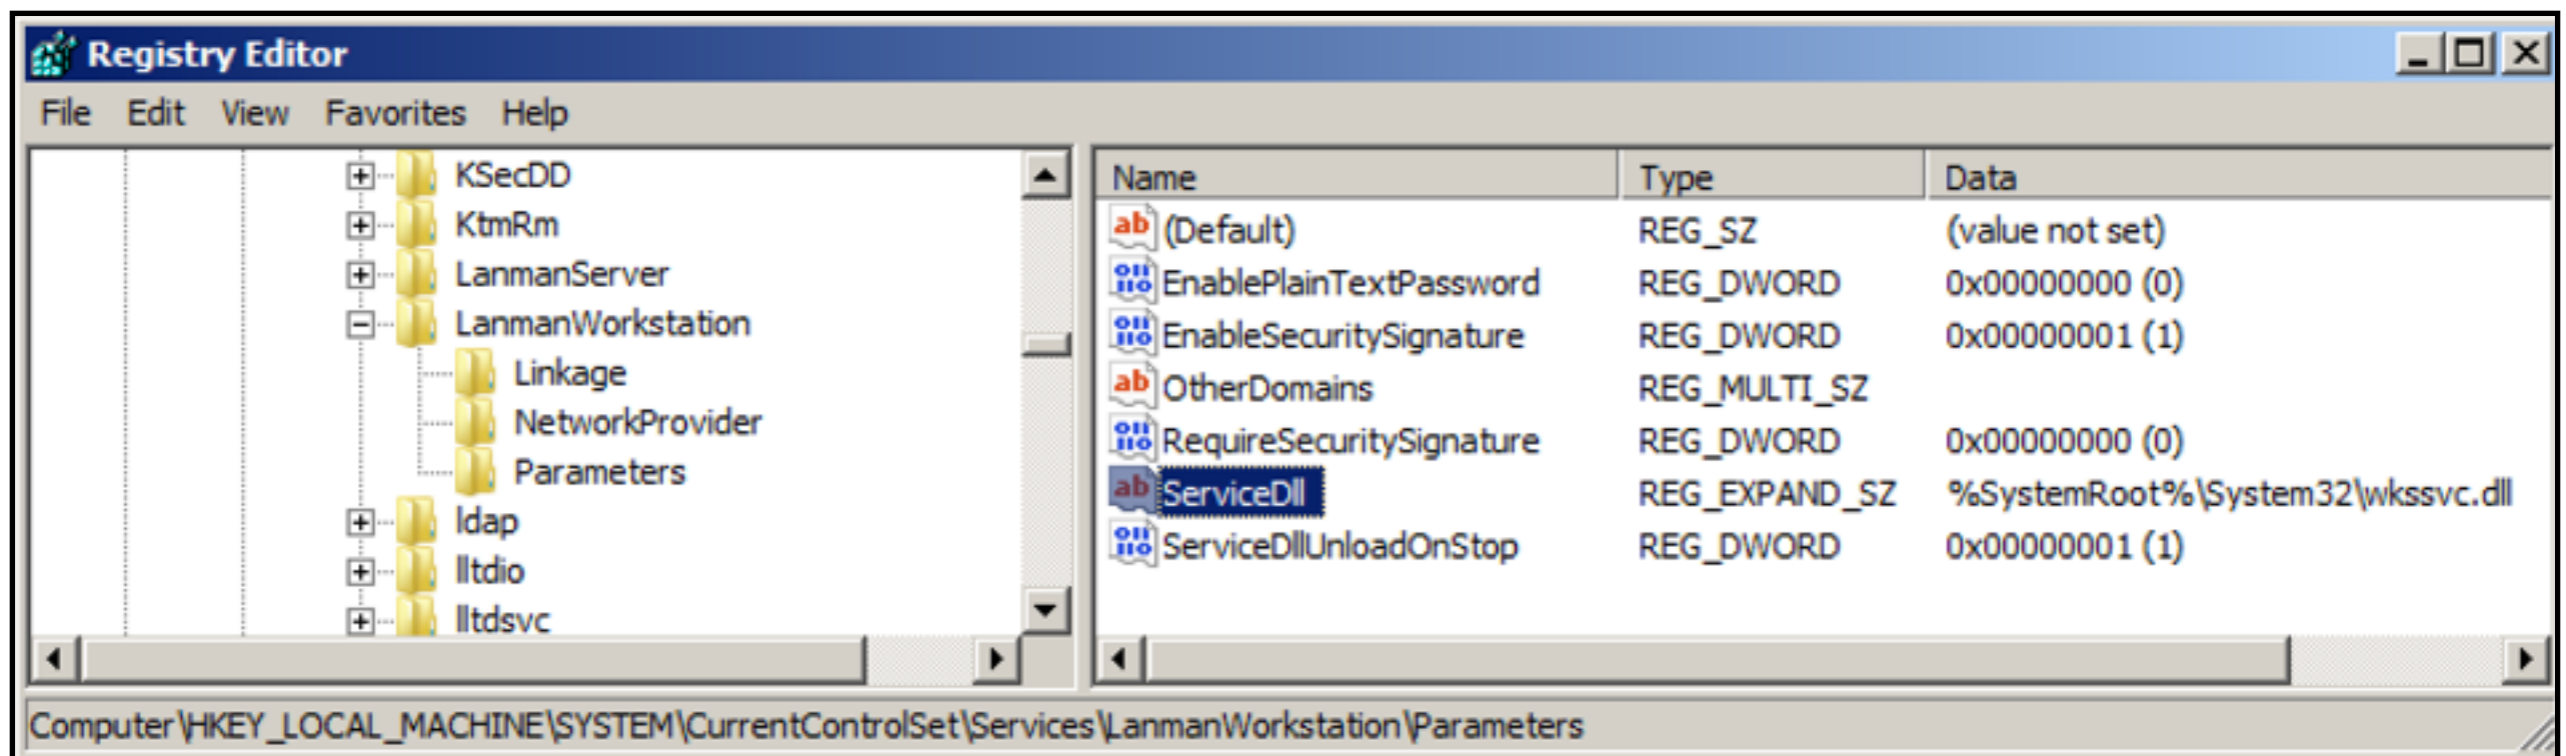 Registry Editor
File Edit View Favorites Help
KSecDD
KtmRm
LanmanServer
LanmanWorkstation
Linkage
NetworkProvider
Parameters
ldap
lltdio
lltdsvc
Name Type Data
(Default) REG_SZ (value not set)
EnablePlainTextPassword REG_DWORD 0x00000000 (0)
EnableSecuritySignature REG_DWORD 0x00000001 (1)
OtherDomains REG_MULTI_SZ
RequireSecuritySignature REG_DWORD 0x00000000 (0)
ServiceDll REG_EXPAND_SZ %SystemRoot%\System32\wkssvc.dll
ServiceDllUnloadOnStop REG_DWORD 0x00000001 (1)
Computer\HKEY_LOCAL_MACHINE\SYSTEM\CurrentControlSet\Services\LanmanWorkstation\Parameters